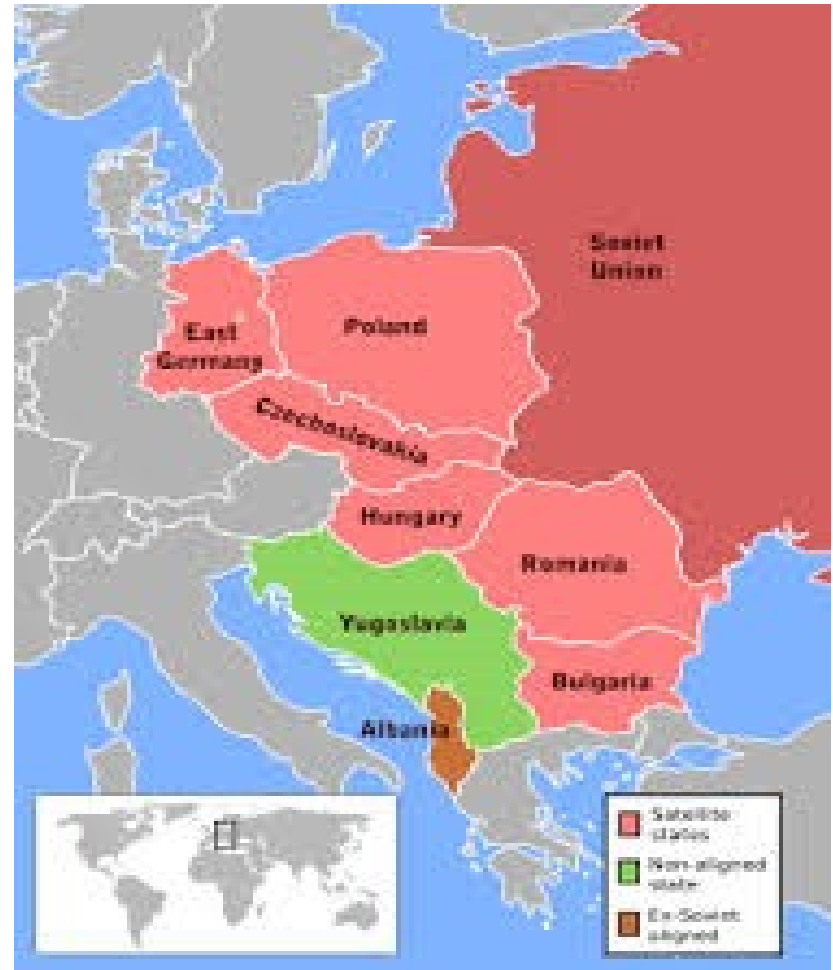 Soviet
Union
East
Germany
Poland
Czechoslovakia
Hungary
Romania
Yugoslavia
Bulgaria
Albania
Satellite
states
Non-aligned
state
Ex-Soviet
aligned